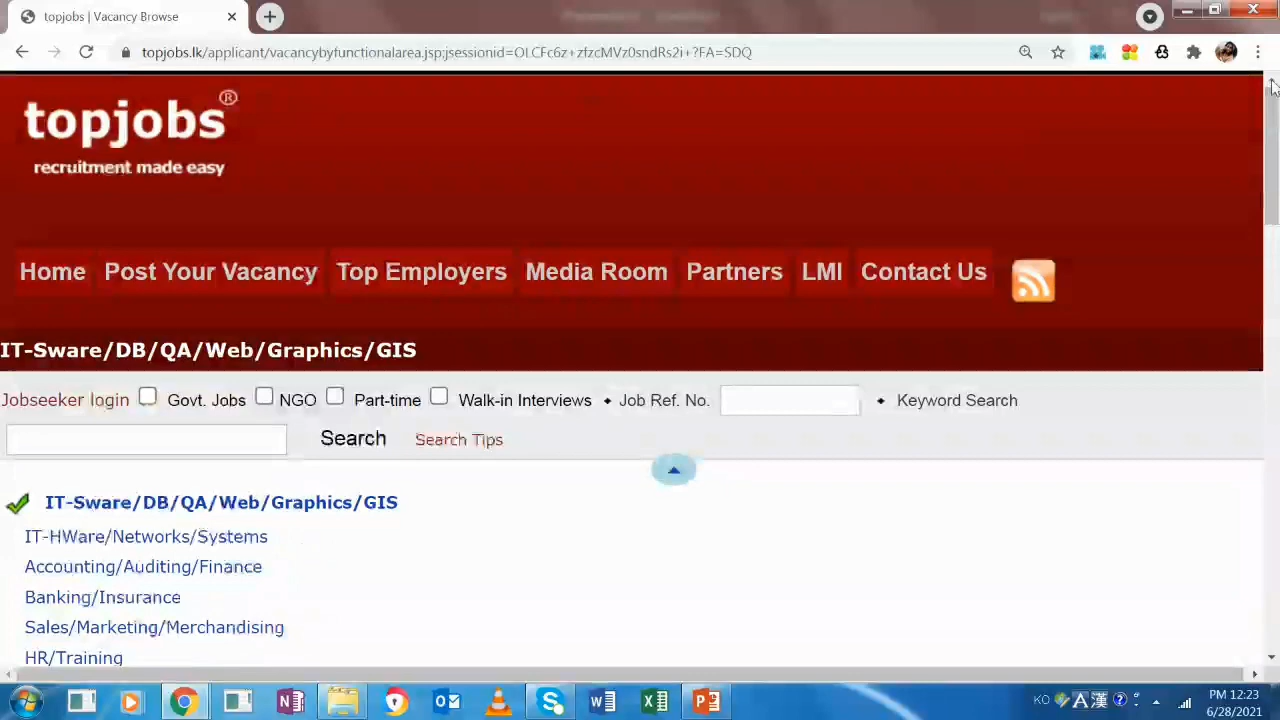 topjobs | Vacancy Browse
topjobs.lk/applicant/vacancybyfunctionalarea.jsp;jsessionid=OLCFc6z+zfzcMVz0sndRs2i+?FA=SDQ
topjobs®
recruitment made easy
Home Post Your Vacancy Top Employers Media Room Partners LMI Contact Us
IT-Sware/DB/QA/Web/Graphics/GIS
Jobseeker login Govt. Jobs NGO Part-time Walk-in Interviews Job Ref. No. Keyword Search
Search Search Tips
IT-Sware/DB/QA/Web/Graphics/GIS
IT-HWare/Networks/Systems
Accounting/Auditing/Finance
Banking/Insurance
Sales/Marketing/Merchandising
HR/Training
KO A 漢 PM 12:23
6/28/2021